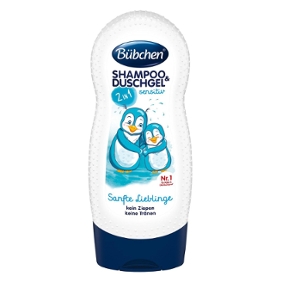 Bübchen
SHAMPOO &
DUSCHGEL
2in1 sensitiv
Sanfte Lieblinge
kein Ziepen
keine Tränen
Nr.1